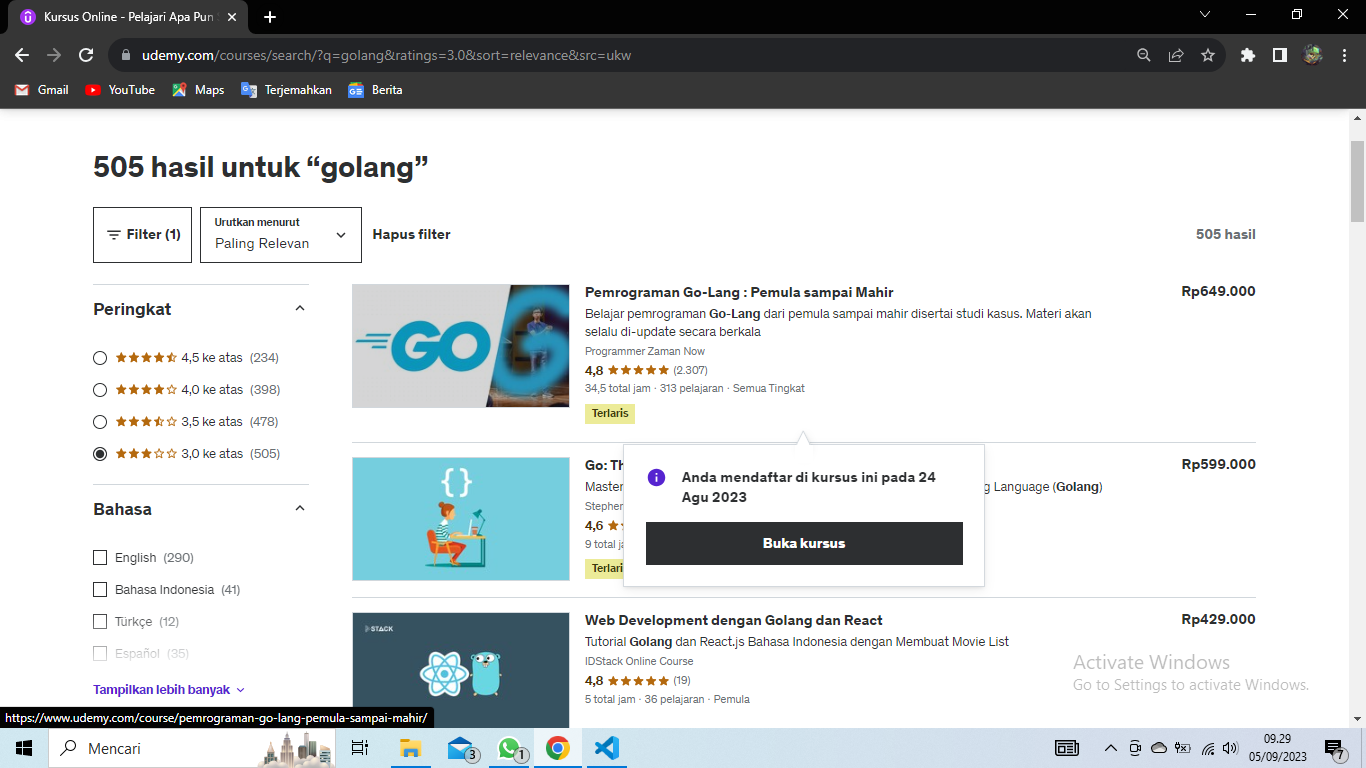 Kursus Online - Pelajari Apa Pun
udemy.com/courses/search/?q=golang&ratings=3.0&sort=relevance&src=ukw
Gmail
YouTube
Maps
Terjemahkan
Berita
505 hasil untuk “golang”
Filter (1)
Urutkan menurut
Paling Relevan
Hapus filter
505 hasil
Peringkat
4,5 ke atas (234)
4,0 ke atas (398)
3,5 ke atas (478)
3,0 ke atas (505)
Bahasa
English (290)
Bahasa Indonesia (41)
Türkçe (12)
Español (35)
Tampilkan lebih banyak
GO
Pemrograman Go-Lang : Pemula sampai Mahir
Rp649.000
Belajar pemrograman Go-Lang dari pemula sampai mahir disertai studi kasus. Materi akan
selalu di-update secara berkala
Programmer Zaman Now
4,8 (2.307)
34,5 total jam · 313 pelajaran · Semua Tingkat
Terlaris
{ }
Go:
Rp599.000
Master
Language (Golang)
Stephen
4,6
9 total
Anda mendaftar di kursus ini pada 24
Agu 2023
Buka kursus
STACK
Web Development dengan Golang dan React
Rp429.000
Tutorial Golang dan React.js Bahasa Indonesia dengan Membuat Movie List
IDStack Online Course
4,8 (19)
5 total jam · 36 pelajaran · Pemula
Activate Windows
Go to Settings to activate Windows.
https://www.udemy.com/course/pemrograman-go-lang-pemula-sampai-mahir/
Mencari
3
1
09.29
05/09/2023
7